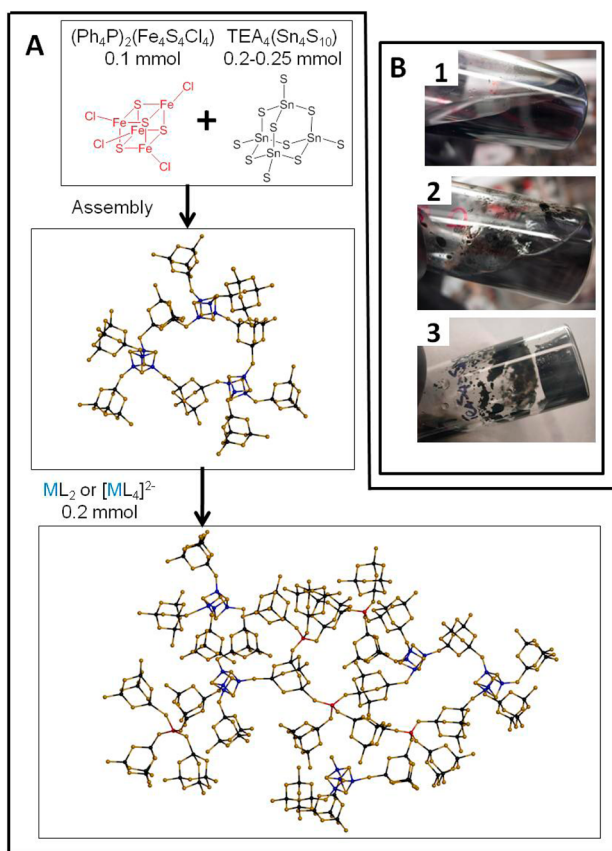 A
(Ph₄P)₂(Fe₄S₄Cl₄)
0.1 mmol
TEA₄(Sn₄S₁₀)
0.2-0.25 mmol
Cl
S Fe
Cl
Fe S S
Cl Fe
S Fe
Cl
+
S
Sn
S S S
Sn Sn
S S S S
Sn
S S
S
Assembly
ML₂ or [ML₄]²⁻
0.2 mmol
B
1
2
3